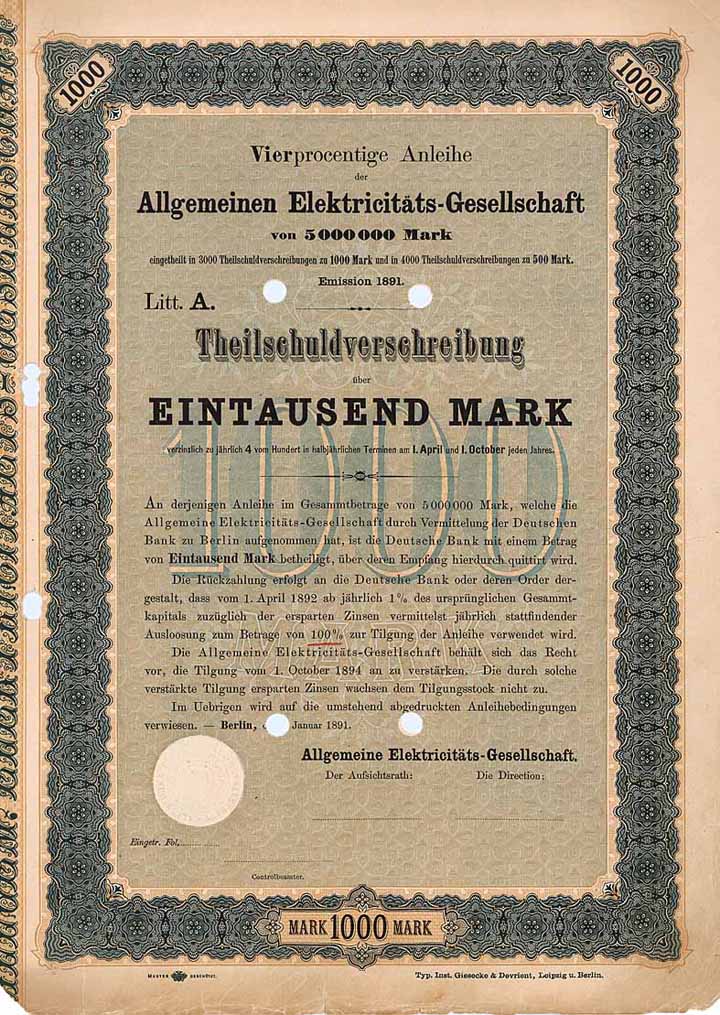 1000
1000
Vierprocentige Anleihe
der
Allgemeinen Elektricitäts-Gesellschaft
von 5000000 Mark
eingetheilt in 3000 Theilschuldverschreibungen zu 1000 Mark und in 4000 Theilschuldverschreibungen zu 500 Mark.
Emission 1891.
Litt. A.
Theilschuldverschreibung
über
EINTAUSEND MARK
1000
verzinslich zu jährlich 4 vom Hundert in halbjährlichen Terminen am 1. April und 1. October jeden Jahres.
An derjenigen Anleihe im Gesammtbetrage von 5000000 Mark, welche die
Allgemeine Elektricitäts-Gesellschaft durch Vermittelung der Deutschen
Bank zu Berlin aufgenommen hat, ist die Deutsche Bank mit einem Betrag
von Eintausend Mark betheiligt, über deren Empfang hierdurch quittirt wird.
Die Rückzahlung erfolgt an die Deutsche Bank oder deren Order der-
gestalt, dass vom 1. April 1892 ab jährlich 1% des ursprünglichen Gesammt-
kapitals zuzüglich der ersparten Zinsen vermittelst jährlich stattfindender
Ausloosung zum Betrage von 100% zur Tilgung der Anleihe verwendet wird.
Die Allgemeine Elektricitäts-Gesellschaft behält sich das Recht
vor, die Tilgung vom 1. October 1894 an zu verstärken. Die durch solche
verstärkte Tilgung ersparten Zinsen wachsen dem Tilgungsstock nicht zu.
Im Uebrigen wird auf die umstehend abgedruckten Anleihebedingungen
verwiesen. — Berlin, Januar 1891.
Allgemeine Elektricitäts-Gesellschaft.
Der Aufsichtsrath: Die Direction:
Eingetr. Fol.
Controlbeamter.
MARK 1000 MARK
MUSTER GESCHÜTZT.
Typ. Inst. Giesecke & Devrient, Leipzig u. Berlin.